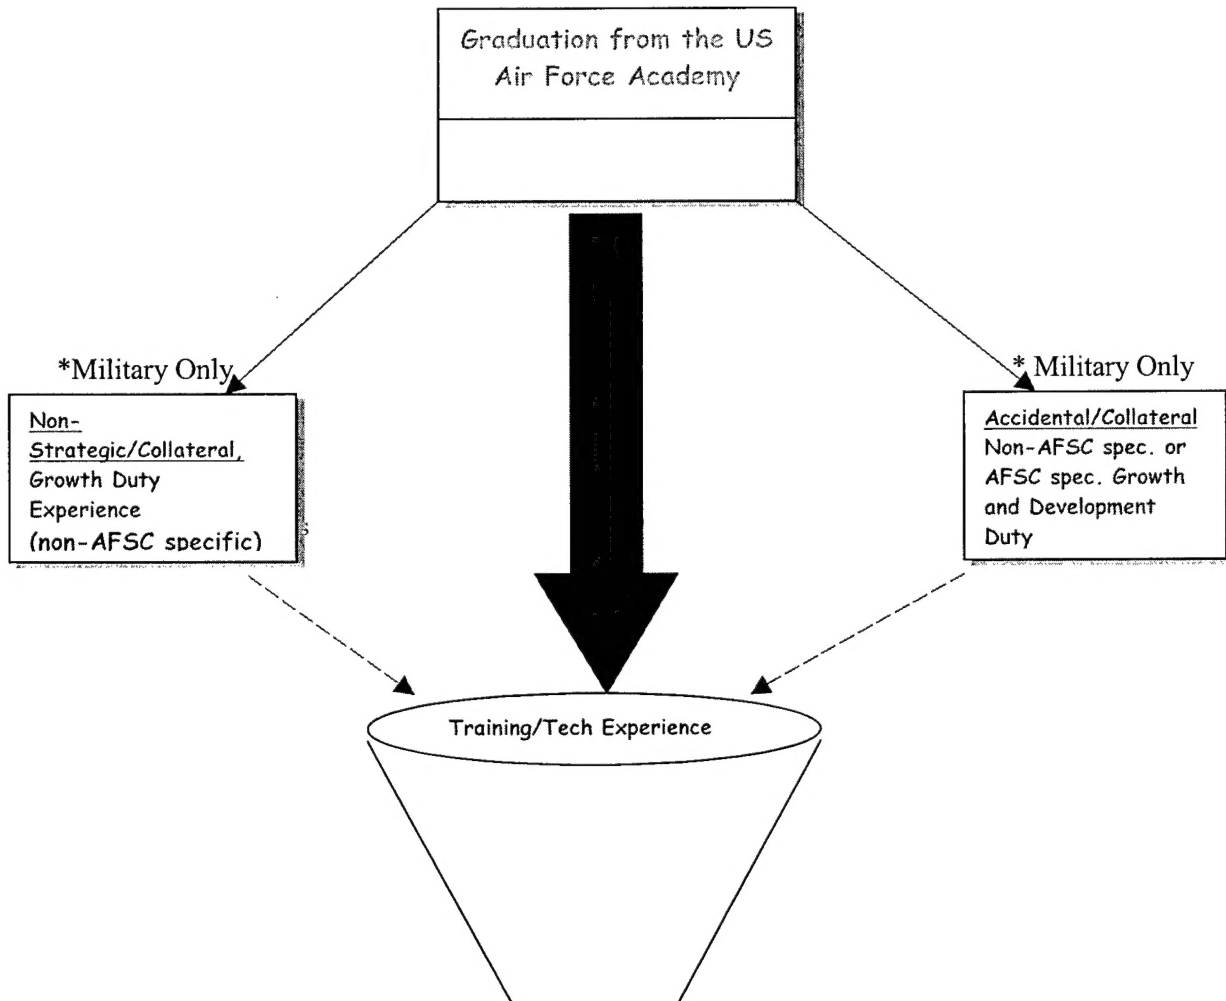 Graduation from the US
Air Force Academy
*Military Only
* Military Only
Non-
Strategic/Collateral,
Growth Duty
Experience
(non-AFSC specific)
Accidental/Collateral
Non-AFSC spec. or
AFSC spec. Growth
and Development
Duty
Training/Tech Experience